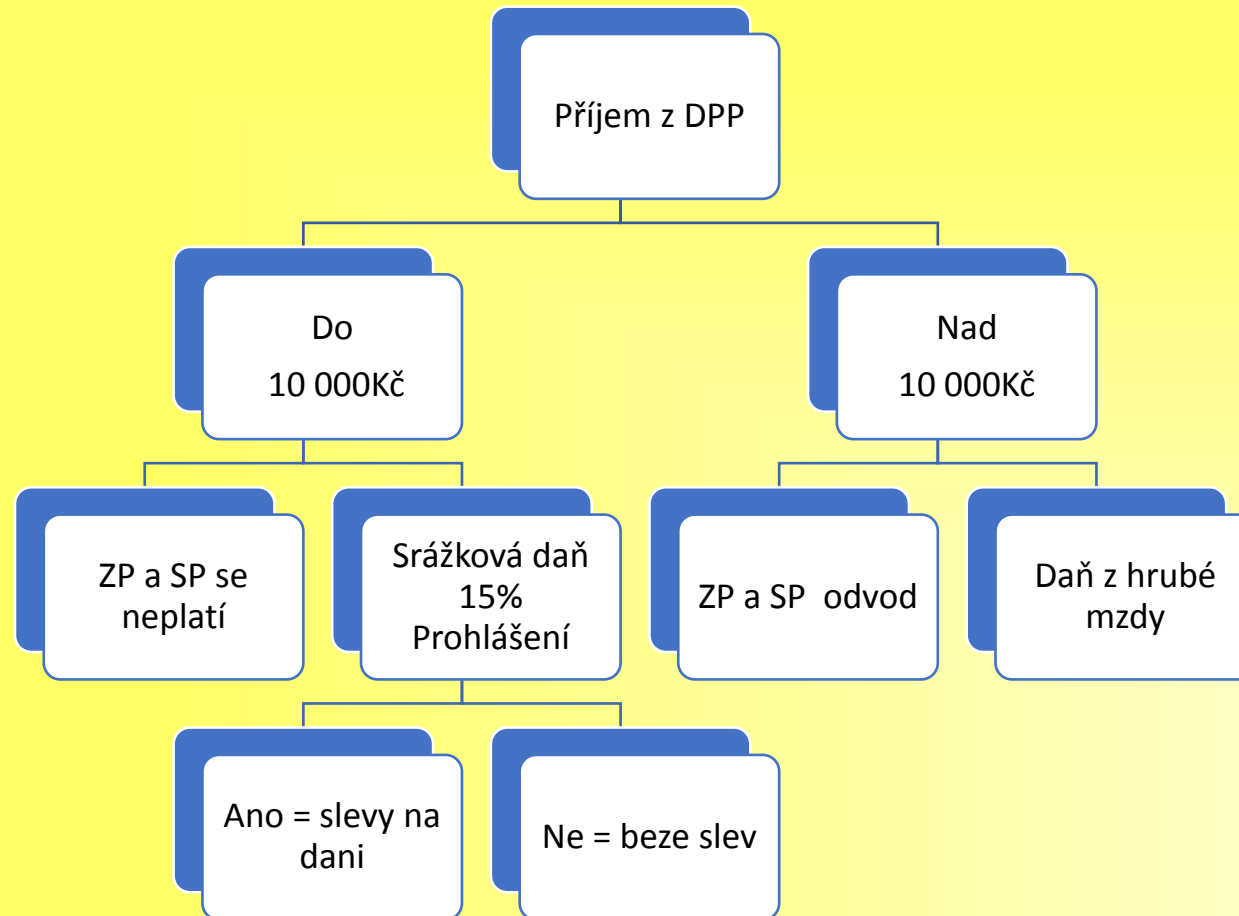 Příjem z DPP
Do
10 000Kč
Nad
10 000Kč
ZP a SP se
neplatí
Srážková daň
15%
Prohlášení
ZP a SP  odvod
Daň z hrubé
mzdy
Ano = slevy na
dani
Ne = beze slev